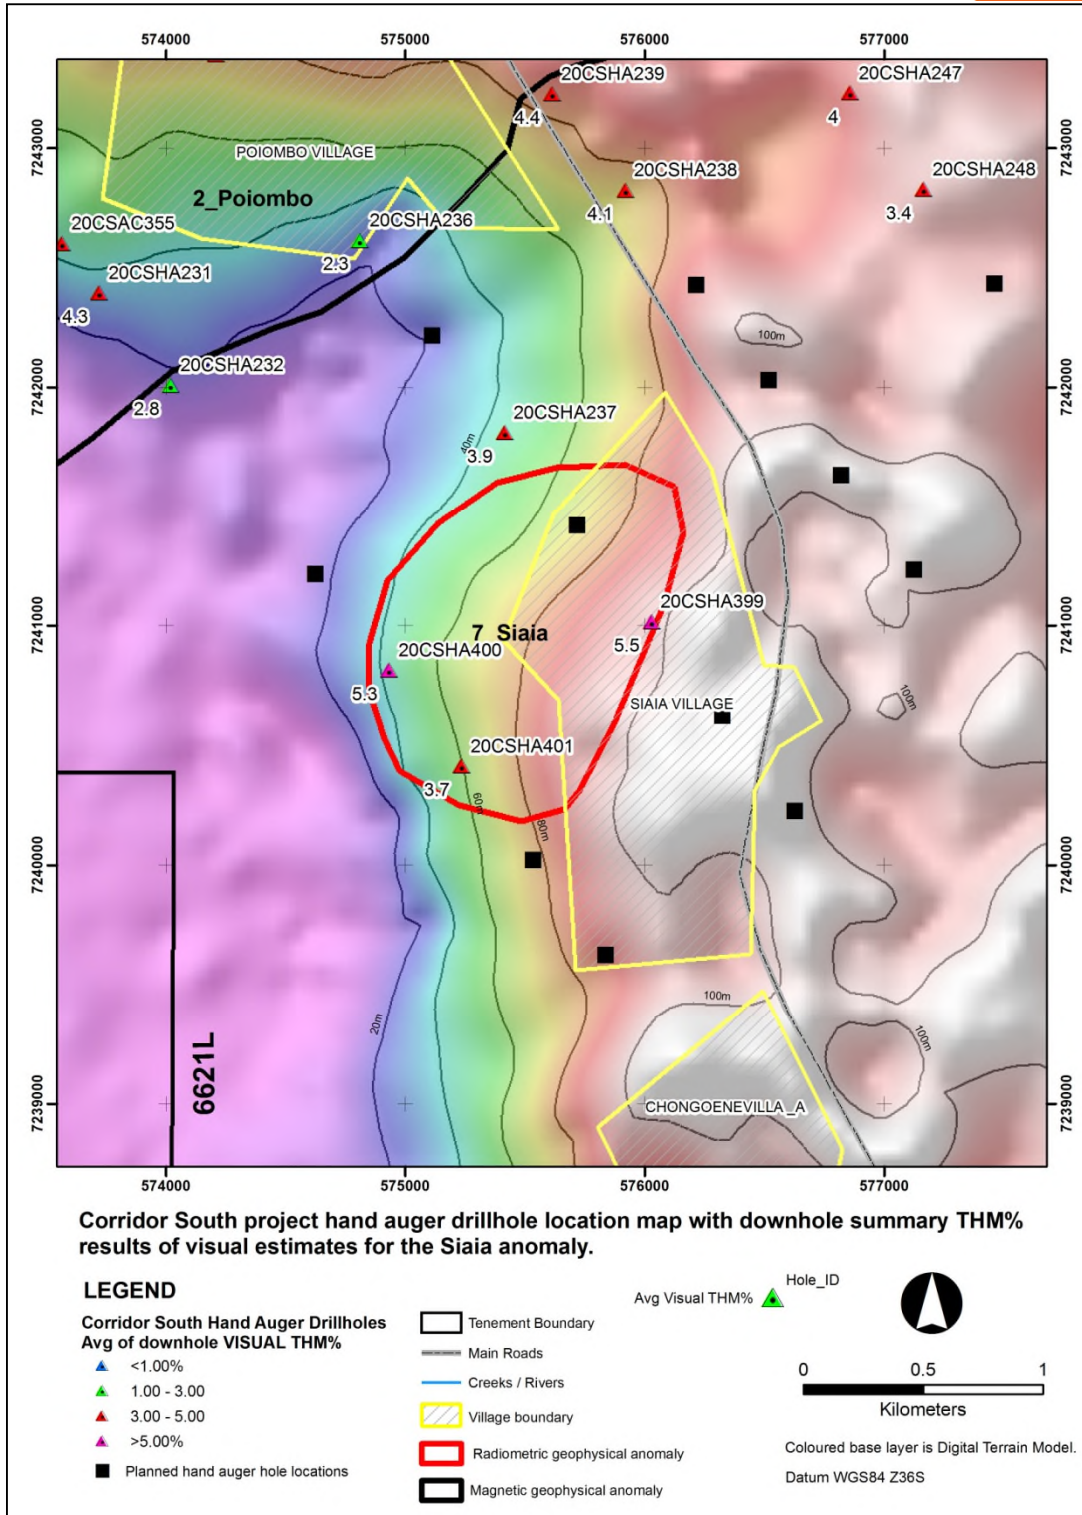 574000 575000 576000 577000
20CSHA239
20CSHA247
4.4
4
7243000
7243000
POIOMBO VILLAGE
20CSHA238
20CSHA248
2_Poiombo
4.1
3.4
20CSHA236
20CSAC355
2.3
20CSHA231
4.3
100m
20CSHA232
7242000
7242000
2.8
20CSHA237
40m
3.9
7241000
7241000
20CSHA399
7_Siaia
5.5
20CSHA400
5.3
SIAIA VILLAGE
100m
20CSHA401
3.7
60m
80m
7240000
7240000
100m
20m
100m
6621L
7239000
7239000
CHONGOENEVILLA_A
574000 575000 576000 577000
Corridor South project hand auger drillhole location map with downhole summary THM%
results of visual estimates for the Siaia anomaly.
LEGEND
Corridor South Hand Auger Drillholes
Avg of downhole VISUAL THM%
<1.00%
1.00 - 3.00
3.00 - 5.00
>5.00%
Planned hand auger hole locations
Tenement Boundary
Main Roads
Creeks / Rivers
Village boundary
Radiometric geophysical anomaly
Magnetic geophysical anomaly
Hole_ID
Avg Visual THM%
0 0.5 1
Kilometers
Coloured base layer is Digital Terrain Model.
Datum WGS84 Z36S